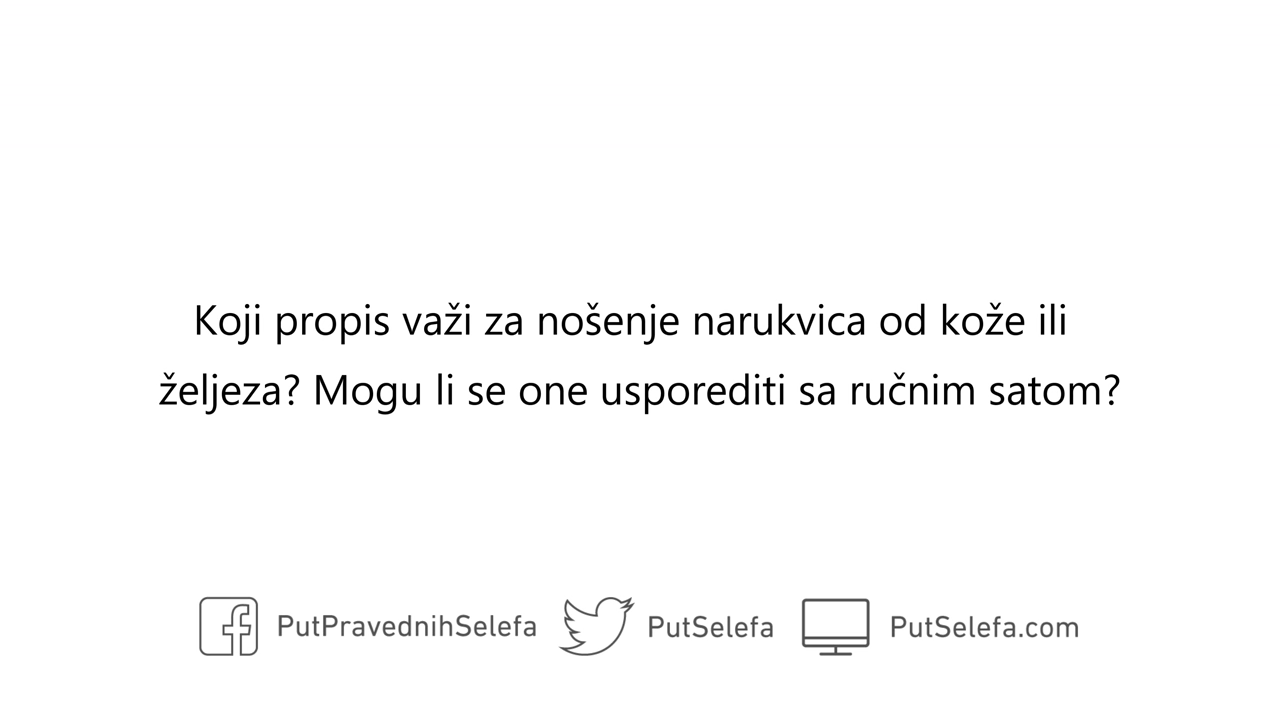 Koji propis važi za nošenje narukvica od kože ili
željeza? Mogu li se one usporediti sa ručnim satom?
PutPravednihSelefa PutSelefa PutSelefa.com